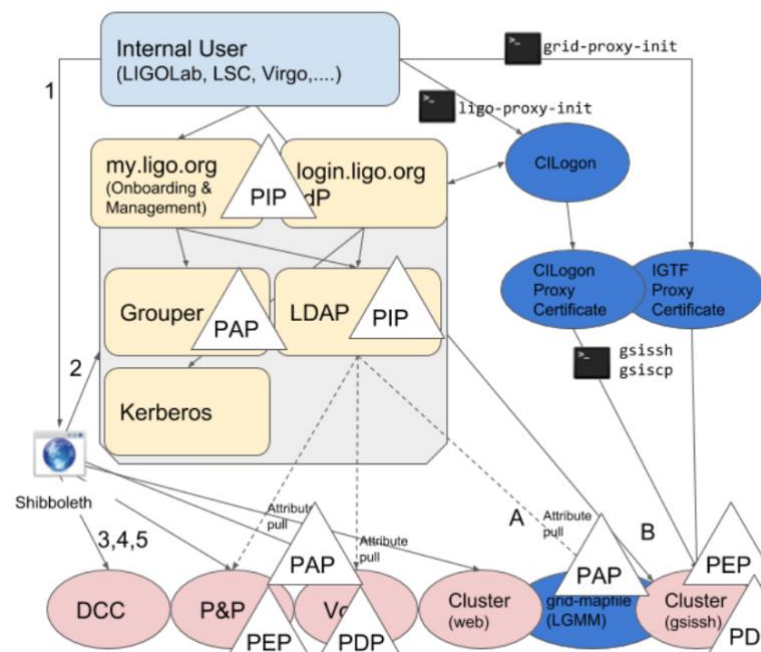 Internal User
(LIGOLab, LSC, Virgo,....)
grid-proxy-init
1
ligo-proxy-init
my.ligo.org
(Onboarding &
Management)
PIP
login.ligo.org
CILogon
Grouper
PAP
LDAP
PIP
CILogon
Proxy
Certificate
IGTF
Proxy
Certificate
gsissh
gsiscp
2
Kerberos
Shibboleth
3,4,5
Attribute
pull
Attribute
pull
A
Attribute
pull
B
PAP
PAP
PEP
DCC
P&P
Cluster
(web)
grid-mapfile
(LGMM)
Cluster
(gsissh)
PEP
PDP
PD